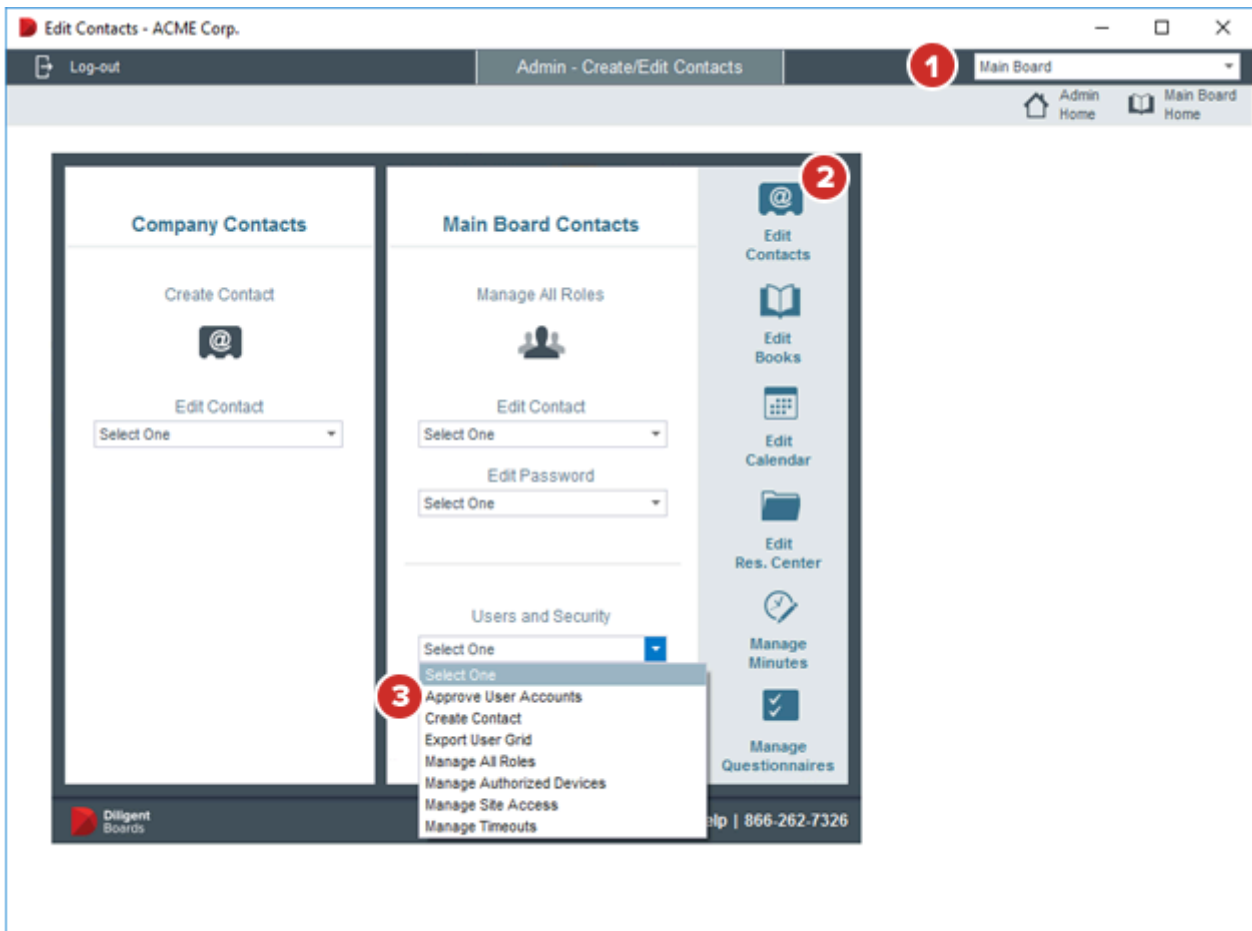 Edit Contacts - ACME Corp.
Log-out
Admin - Create/Edit Contacts
1
Main Board
Admin
Home
Main Board
Home
Company Contacts
Create Contact
@
Edit Contact
Select One
Main Board Contacts
Manage All Roles
Edit Contact
Select One
Edit Password
Select One
Users and Security
Select One
Select One
3
Approve User Accounts
Create Contact
Export User Grid
Manage All Roles
Manage Authorized Devices
Manage Site Access
Manage Timeouts
2
@
Edit
Contacts
Edit
Books
Edit
Calendar
Edit
Res. Center
Manage
Minutes
Manage
Questionnaires
Diligent
Boards
elp | 866-262-7326